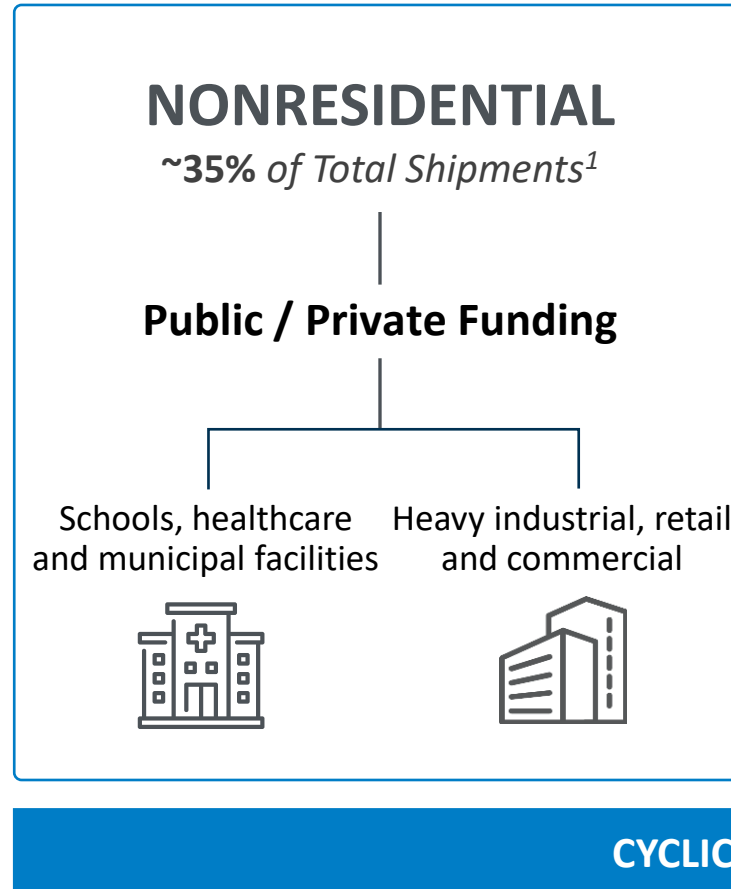 NONRESIDENTIAL
~35% of Total Shipments¹
Public / Private Funding
Schools, healthcare
and municipal facilities
Heavy industrial, retail
and commercial
CYCLIC